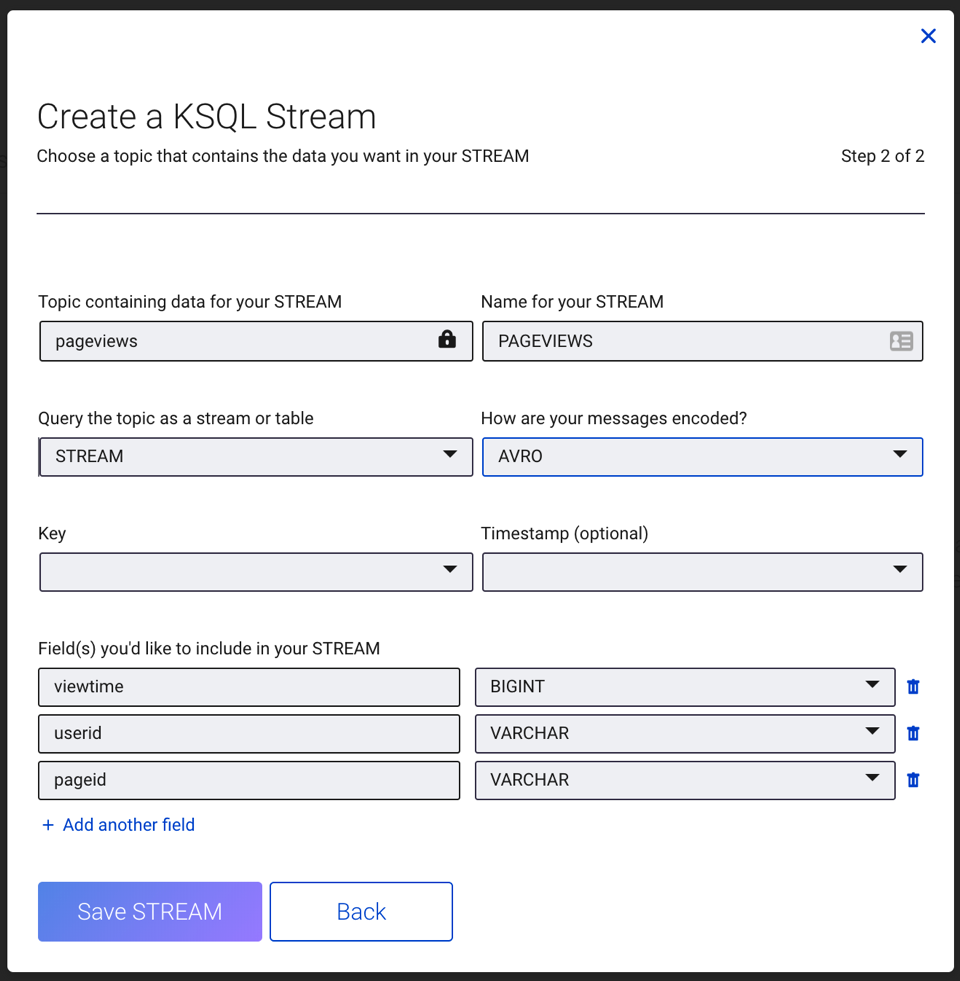 Create a KSQL Stream
Choose a topic that contains the data you want in your STREAM
Step 2 of 2
Topic containing data for your STREAM
Name for your STREAM
pageviews
PAGEVIEWS
Query the topic as a stream or table
How are your messages encoded?
STREAM
AVRO
Key
Timestamp (optional)
Field(s) you'd like to include in your STREAM
viewtime
BIGINT
userid
VARCHAR
pageid
VARCHAR
+ Add another field
Save STREAM
Back